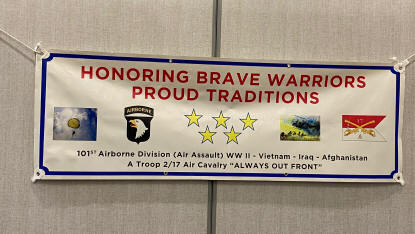 HONORING BRAVE WARRIORS
PROUD TRADITIONS
AIRBORNE
17
101ST Airborne Division (Air Assault) WW II - Vietnam - Iraq - Afghanistan
A Troop 2/17 Air Cavalry "ALWAYS OUT FRONT"